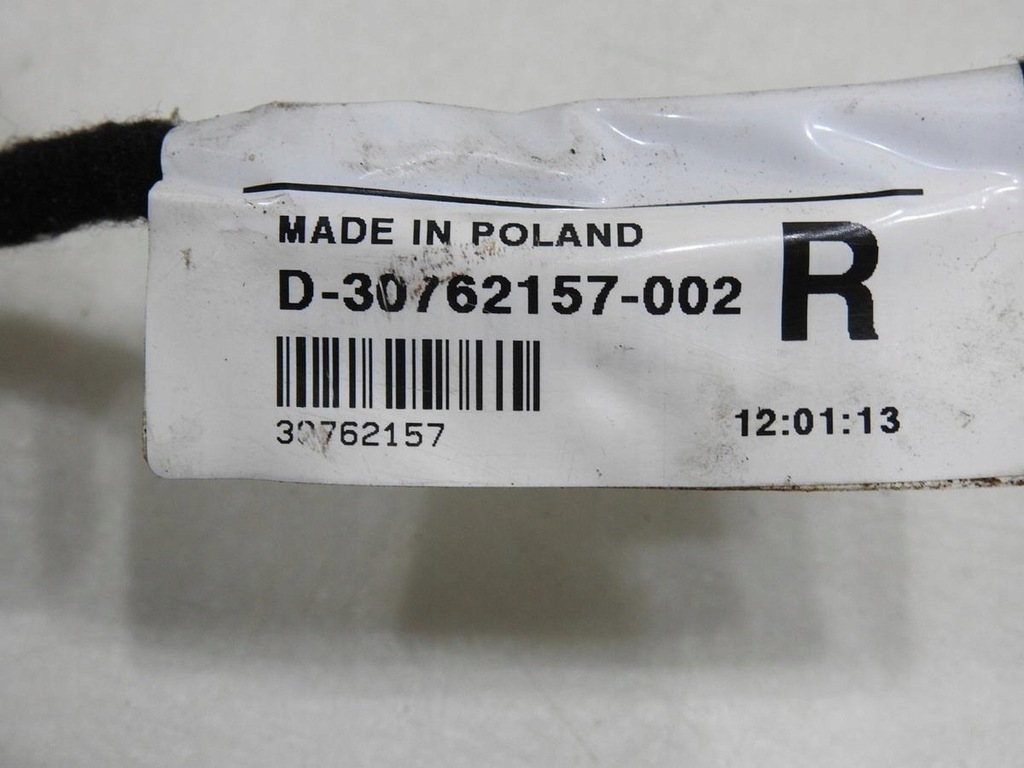 MADE IN POLAND
D-30762157-002
R
30762157
12:01:13